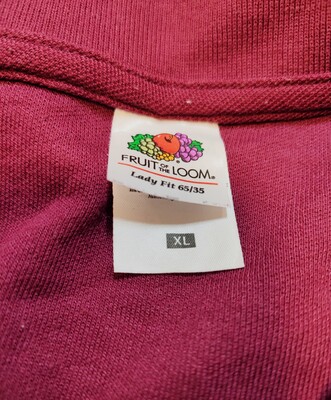 FRUIT OF THE LOOM®
Lady Fit 65/35
XL